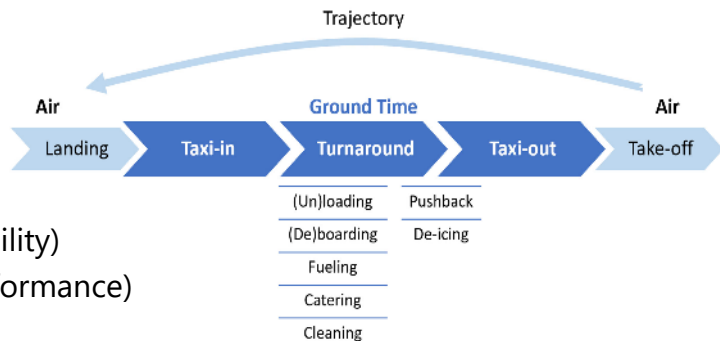 Trajectory
Air
Ground Time
Air
Landing
Taxi-in
Turnaround
Taxi-out
Take-off
(Un)loading
Pushback
ility)
(De)boarding
De-icing
Fueling
formance)
Catering
Cleaning